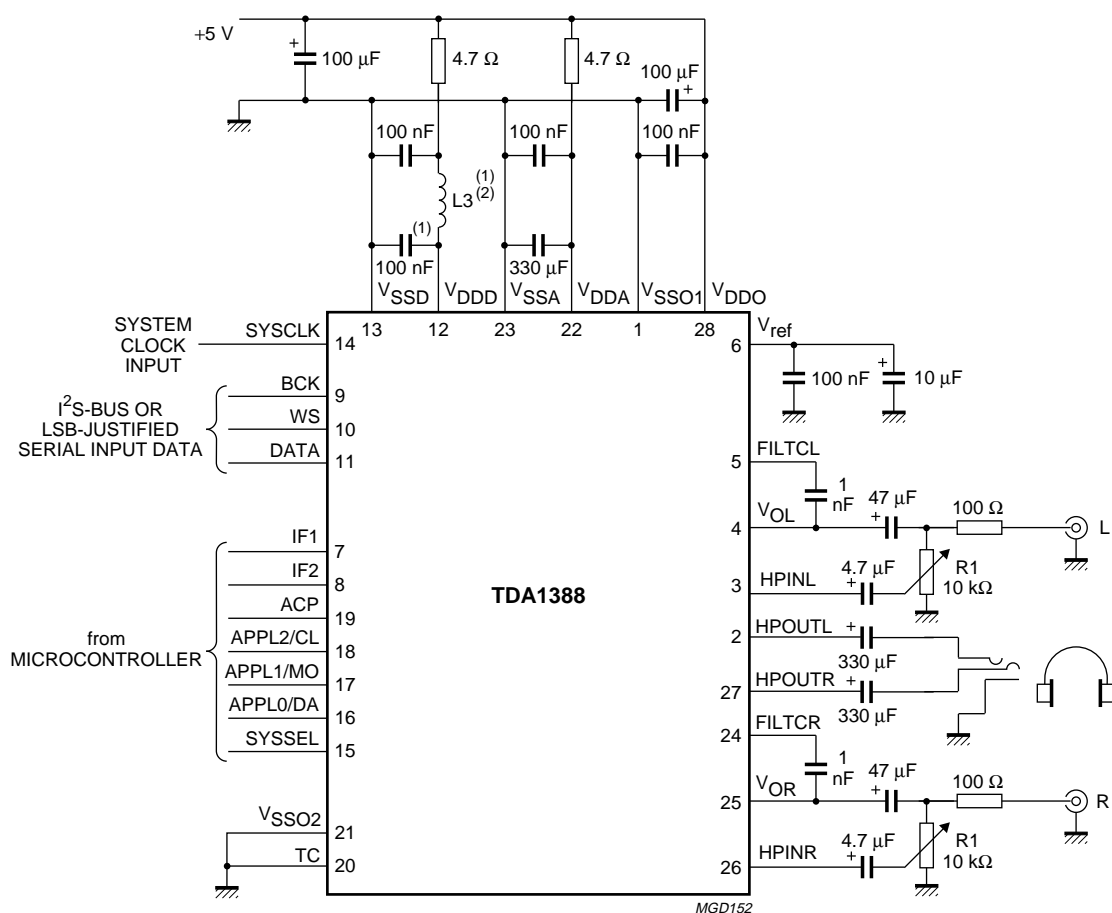 +5 V
+
100 µF
4.7 Ω
4.7 Ω
100 µF
+
100 nF
100 nF
100 nF
L3 (1) (2)
(1)
100 nF
330 µF
VSSD
VDDD
VSSA
VDDA
VSSO1
VDDO
13
12
23
22
1
28
SYSTEM
CLOCK
INPUT
SYSCLK
14
I2S-BUS OR
LSB-JUSTIFIED
SERIAL INPUT DATA
BCK
9
WS
10
DATA
11
from
MICROCONTROLLER
IF1
7
IF2
8
ACP
19
APPL2/CL
18
APPL1/MO
17
APPL0/DA
16
SYSSEL
15
VSSO2
21
TC
20
TDA1388
6
Vref
100 nF
+
10 µF
5
FILTCL
1
nF
4
VOL
47 µF
+
100 Ω
L
3
HPINL
4.7 µF
+
R1
10 kΩ
2
HPOUTL
+
330 µF
27
HPOUTR
+
330 µF
24
FILTCR
1
nF
25
VOR
47 µF
+
100 Ω
R
26
HPINR
4.7 µF
+
R1
10 kΩ
MGD152